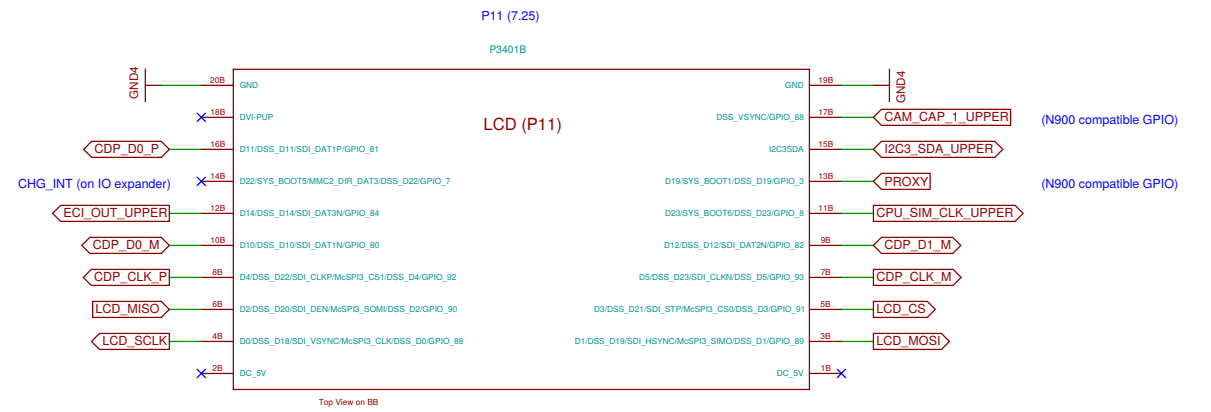 P11 (7.25)
P3401B
LCD (P11)
GND4 20B GND GND 19B GND4
18B DVI-PUP DSS_VSYNC/GPIO_68 17B CAM_CAP_1_UPPER (N900 compatible GPIO)
CDP_D0_P 16B D11/DSS_D11/SDI_DAT1P/GPIO_81 I2C3SDA 15B I2C3_SDA_UPPER
CHG_INT (on IO expander) 14B D22/SYS_BOOT5/MMC2_DIR_DAT3/DSS_D22/GPIO_7 D19/SYS_BOOT1/DSS_D19/GPIO_3 13B PROXY (N900 compatible GPIO)
ECI_OUT_UPPER 12B D14/DSS_D14/SDI_DAT3N/GPIO_84 D23/SYS_BOOT6/DSS_D23/GPIO_8 11B CPU_SIM_CLK_UPPER
CDP_D0_M 10B D10/DSS_D10/SDI_DAT1N/GPIO_80 D12/DSS_D12/SDI_DAT2N/GPIO_82 9B CDP_D1_M
CDP_CLK_P 8B D4/DSS_D22/SDI_CLKP/McSPI3_CS1/DSS_D4/GPIO_92 D5/DSS_D23/SDI_CLKN/DSS_D5/GPIO_93 7B CDP_CLK_M
LCD_MISO 6B D2/DSS_D20/SDI_DEN/McSPI3_SOMI/DSS_D2/GPIO_90 D3/DSS_D21/SDI_STP/McSPI3_CS0/DSS_D3/GPIO_91 5B LCD_CS
LCD_SCLK 4B D0/DSS_D18/SDI_VSYNC/McSPI3_CLK/DSS_D0/GPIO_88 D1/DSS_D19/SDI_HSYNC/McSPI3_SIMO/DSS_D1/GPIO_89 3B LCD_MOSI
2B DC_5V DC_5V 1B
Top View on BB